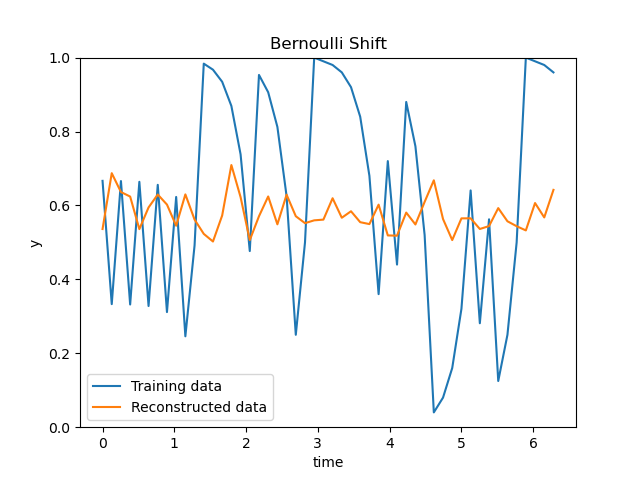 Bernoulli Shift
1.0
0.8
0.6
0.4
0.2
0.0
y
Training data
Reconstructed data
0 1 2 3 4 5 6
time